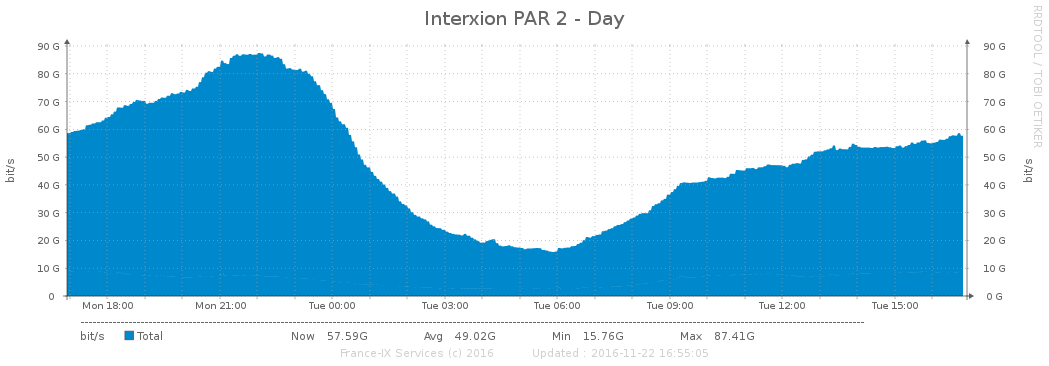 Interxion PAR 2 - Day
RRDTOOL / TOBI OETIKER
bit/s
bit/s
90 G 90 G
80 G 80 G
70 G 70 G
60 G 60 G
50 G 50 G
40 G 40 G
30 G 30 G
20 G 20 G
10 G 10 G
0 0 G
Mon 18:00 Mon 21:00 Tue 00:00 Tue 03:00 Tue 06:00 Tue 09:00 Tue 12:00 Tue 15:00
bit/s Total Now 57.59G Avg 49.02G Min 15.76G Max 87.41G
France-IX Services (c) 2016 Updated : 2016-11-22 16:55:05